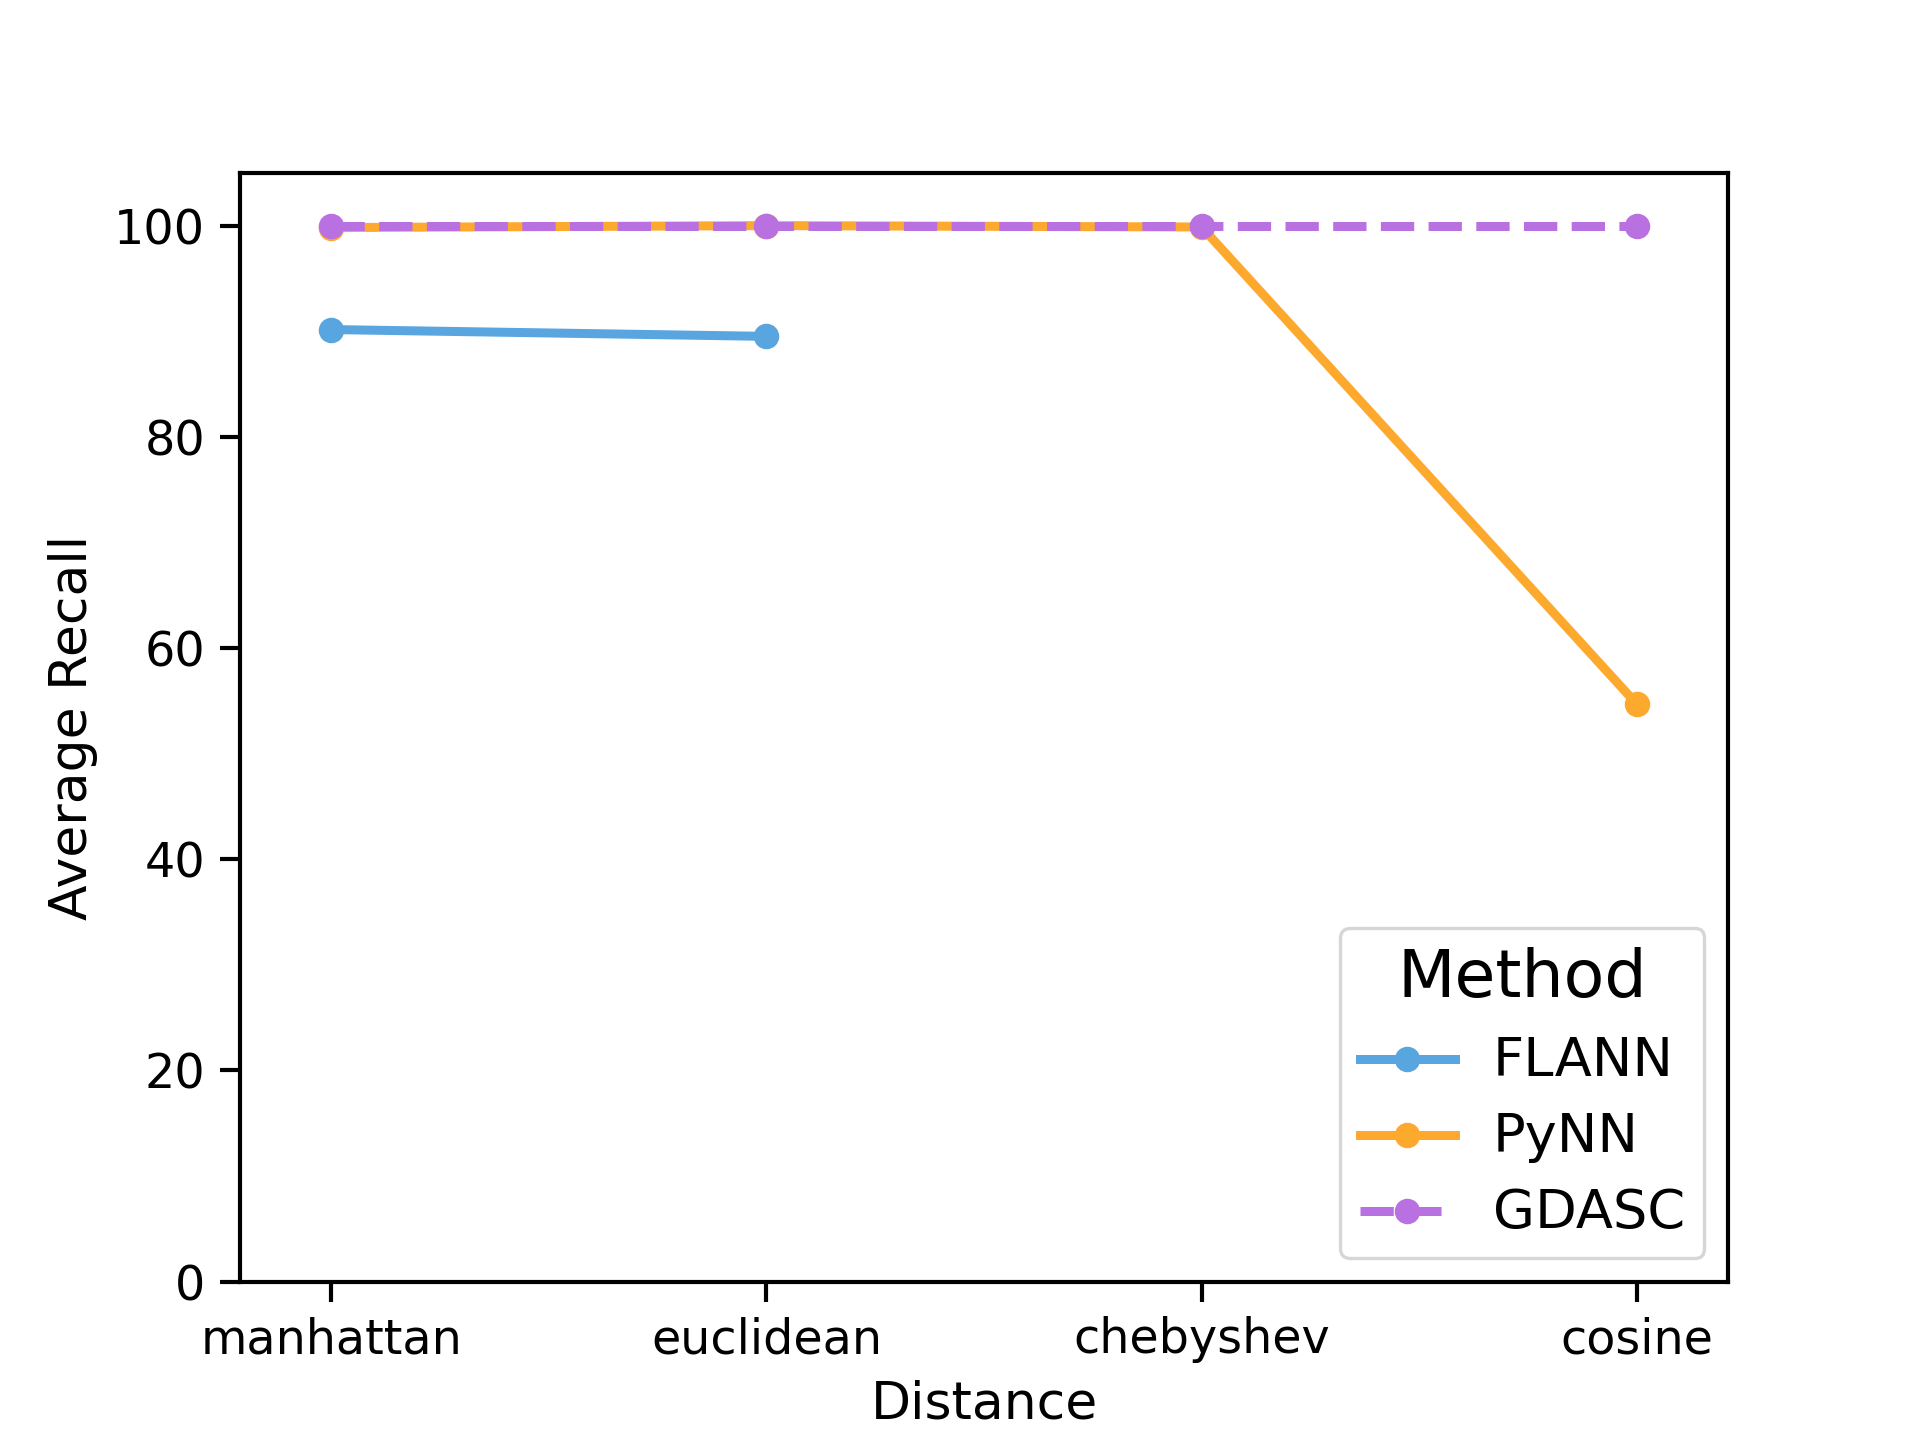 100
80
60
40
20
0
Average Recall
manhattan euclidean chebyshev cosine
Distance
Method
FLANN
PyNN
GDASC